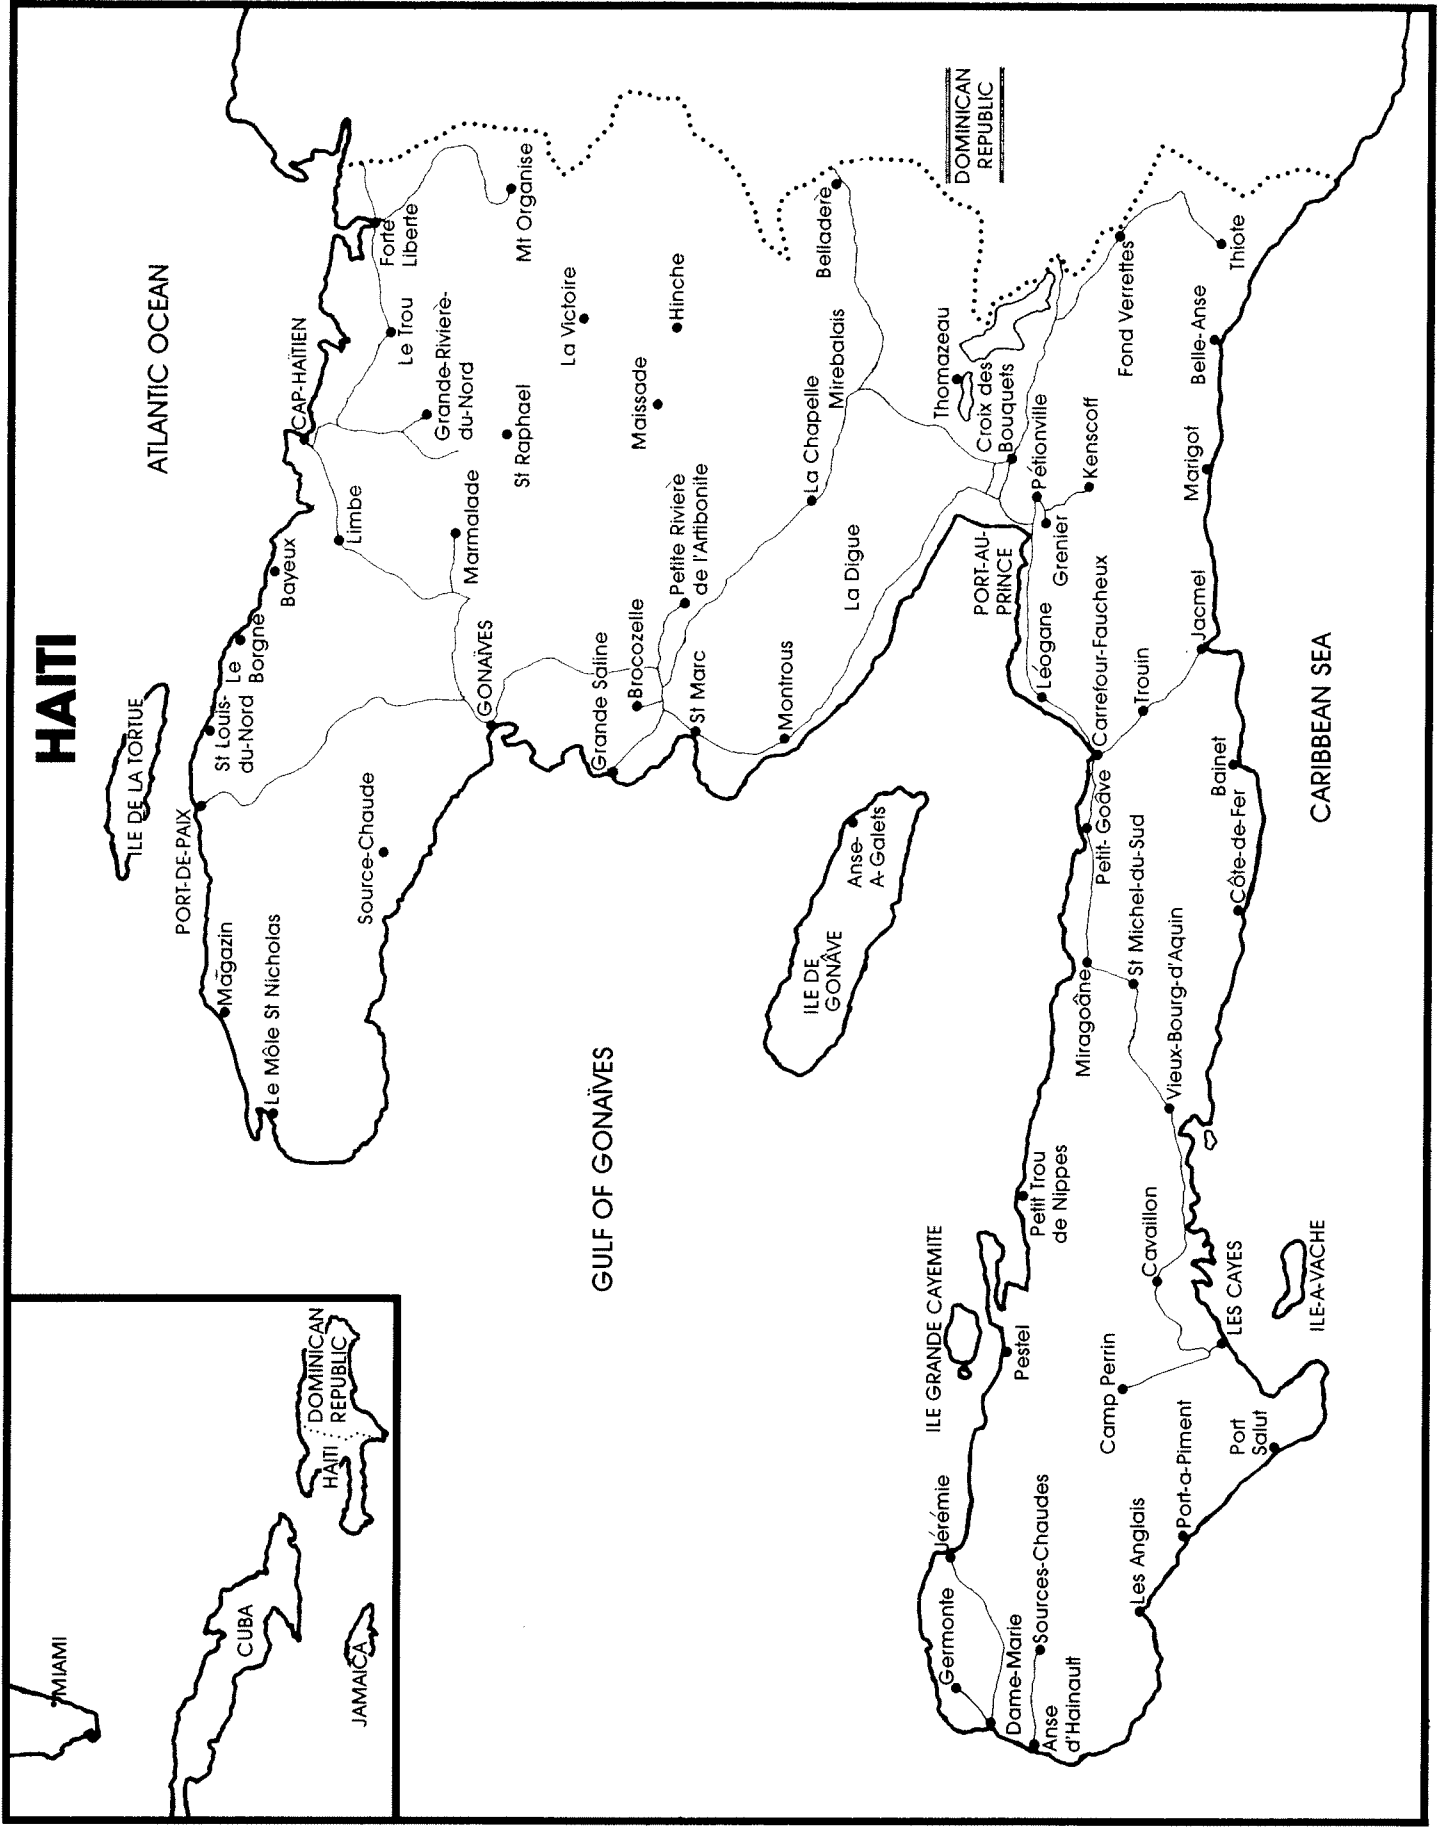 HAITI
MIAMI
CUBA
JAMAICA
HAITI
DOMINICAN
REPUBLIC
ATLANTIC OCEAN
ILE DE LA TORTUE
PORT-DE-PAIX
St Louis-
du-Nord
Le
Borgne
Bayeux
CAP-HAÏTIEN
Magazin
Le Môle St Nicholas
Limbe
Forte
Liberte
Le Trou
Source-Chaude
Grande-Rivière-
du-Nord
Marmalade
St Raphael
Mt Organise
GONAÏVES
La Victoire
GULF OF GONAÏVES
Grande Saline
Brocozelle
Maissade
Hinche
Petite Rivière
de l'Artibonite
St Marc
Montrous
La Chapelle
Mirebalais
Belladère
La Digue
ILE DE
GONÂVE
Anse-
A-Galets
DOMINICAN
REPUBLIC
Thomazeau
Croix des
Bouquets
PORT-AU-
PRINCE
Pétionville
Grenier
Kenscoff
Fond Verrettes
Thiote
Belle-Anse
Marigot
Jacmel
Léogane
Carrefour-Faucheux
Trouin
Petit-Goâve
Bainet
Côte-de-Fer
St Michel-du-Sud
Miragoâne
Vieux-Bourg-d'Aquin
Petit Trou
de Nippes
ILE GRANDE CAYEMITE
Pestel
Cavaillon
LES CAYES
ILE-A-VACHE
Camp Perrin
Port
Salut
Port-a-Piment
Les Anglais
Jérémie
Germonte
Dame-Marie
Sources-Chaudes
Anse
d'Hainault
CARIBBEAN SEA